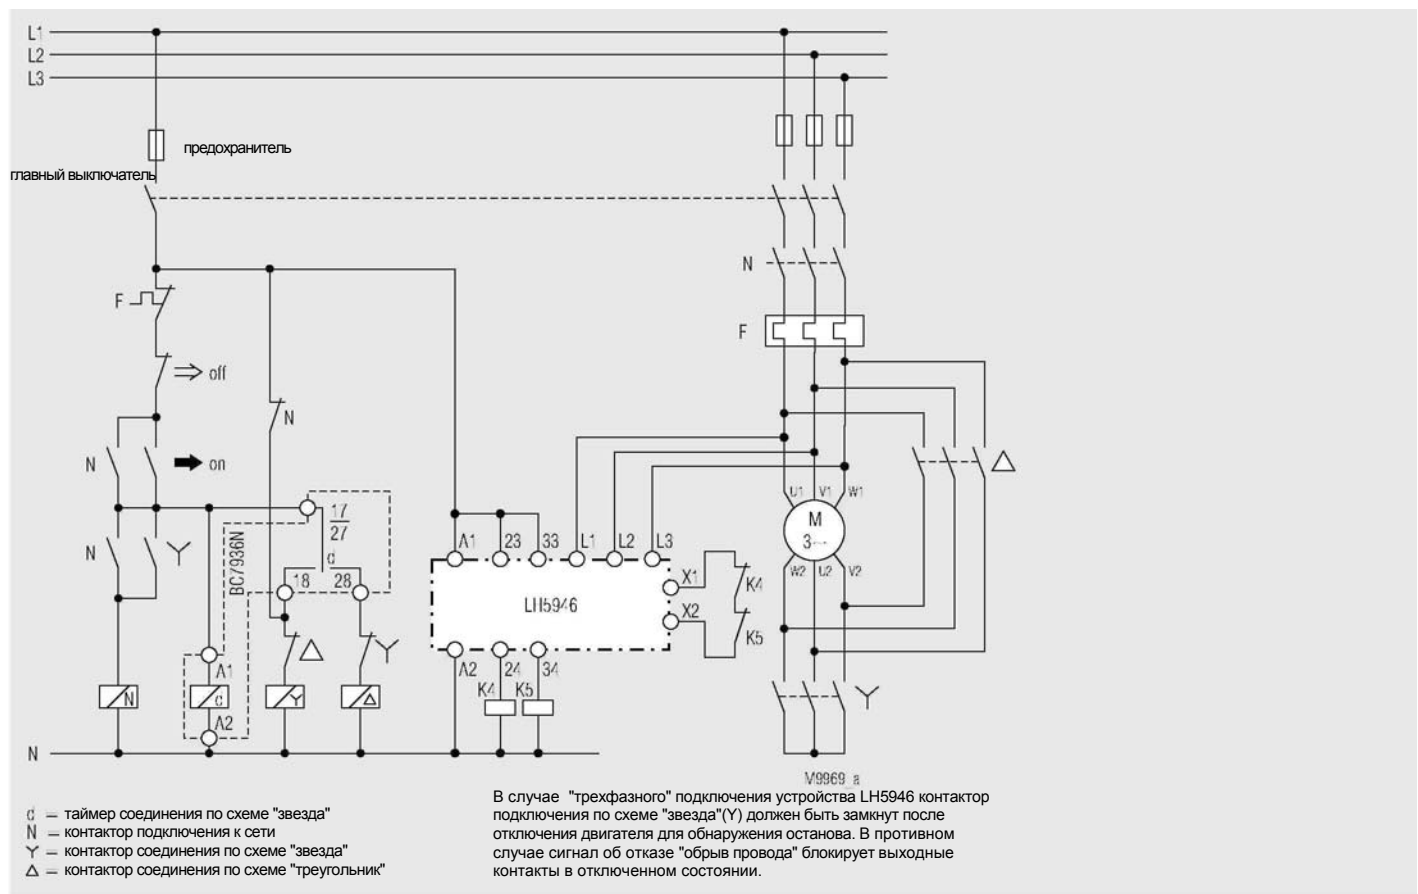 L1
L2
L3
предохранитель
главный выключатель
N
F
F
off
N
N
on
U1 V1 W1
17
27
M
3~
BC7936N
d
A1 23 33 L1 L2 L3
N
18 28
W2 U2 V2
X1
K4
LH5946
X2
K5
A1
A2 24 34
K4 K5
N
d
Y
Δ
A2
N
M9969_a
d – таймер соединения по схеме "звезда"
N – контактор подключения к сети
Y – контактор соединения по схеме "звезда"
Δ – контактор соединения по схеме "треугольник"
В случае "трехфазного" подключения устройства LH5946 контактор
подключения по схеме "звезда"(Y) должен быть замкнут после
отключения двигателя для обнаружения останова. В противном
случае сигнал об отказе "обрыв провода" блокирует выходные
контакты в отключенном состоянии.